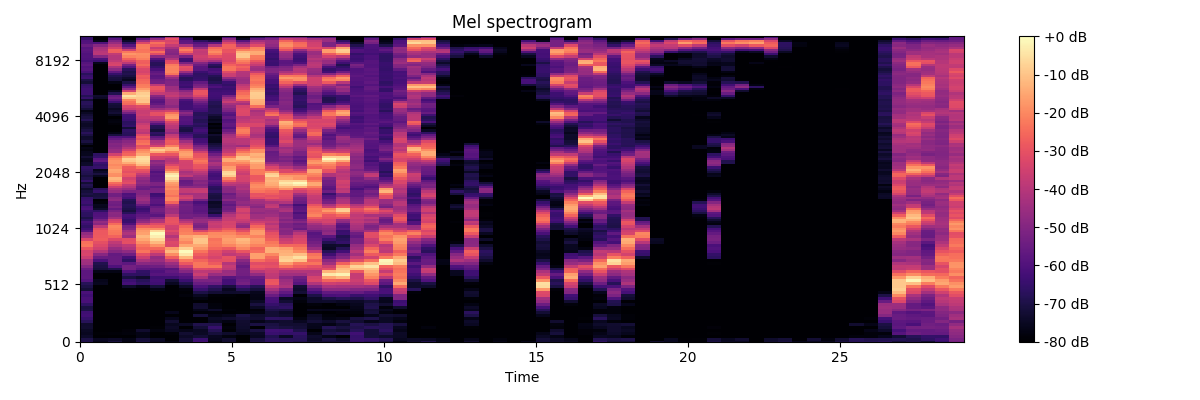 Mel spectrogram
8192
4096
2048
1024
512
0
Hz
0 5 10 15 20 25
Time
+0 dB
-10 dB
-20 dB
-30 dB
-40 dB
-50 dB
-60 dB
-70 dB
-80 dB